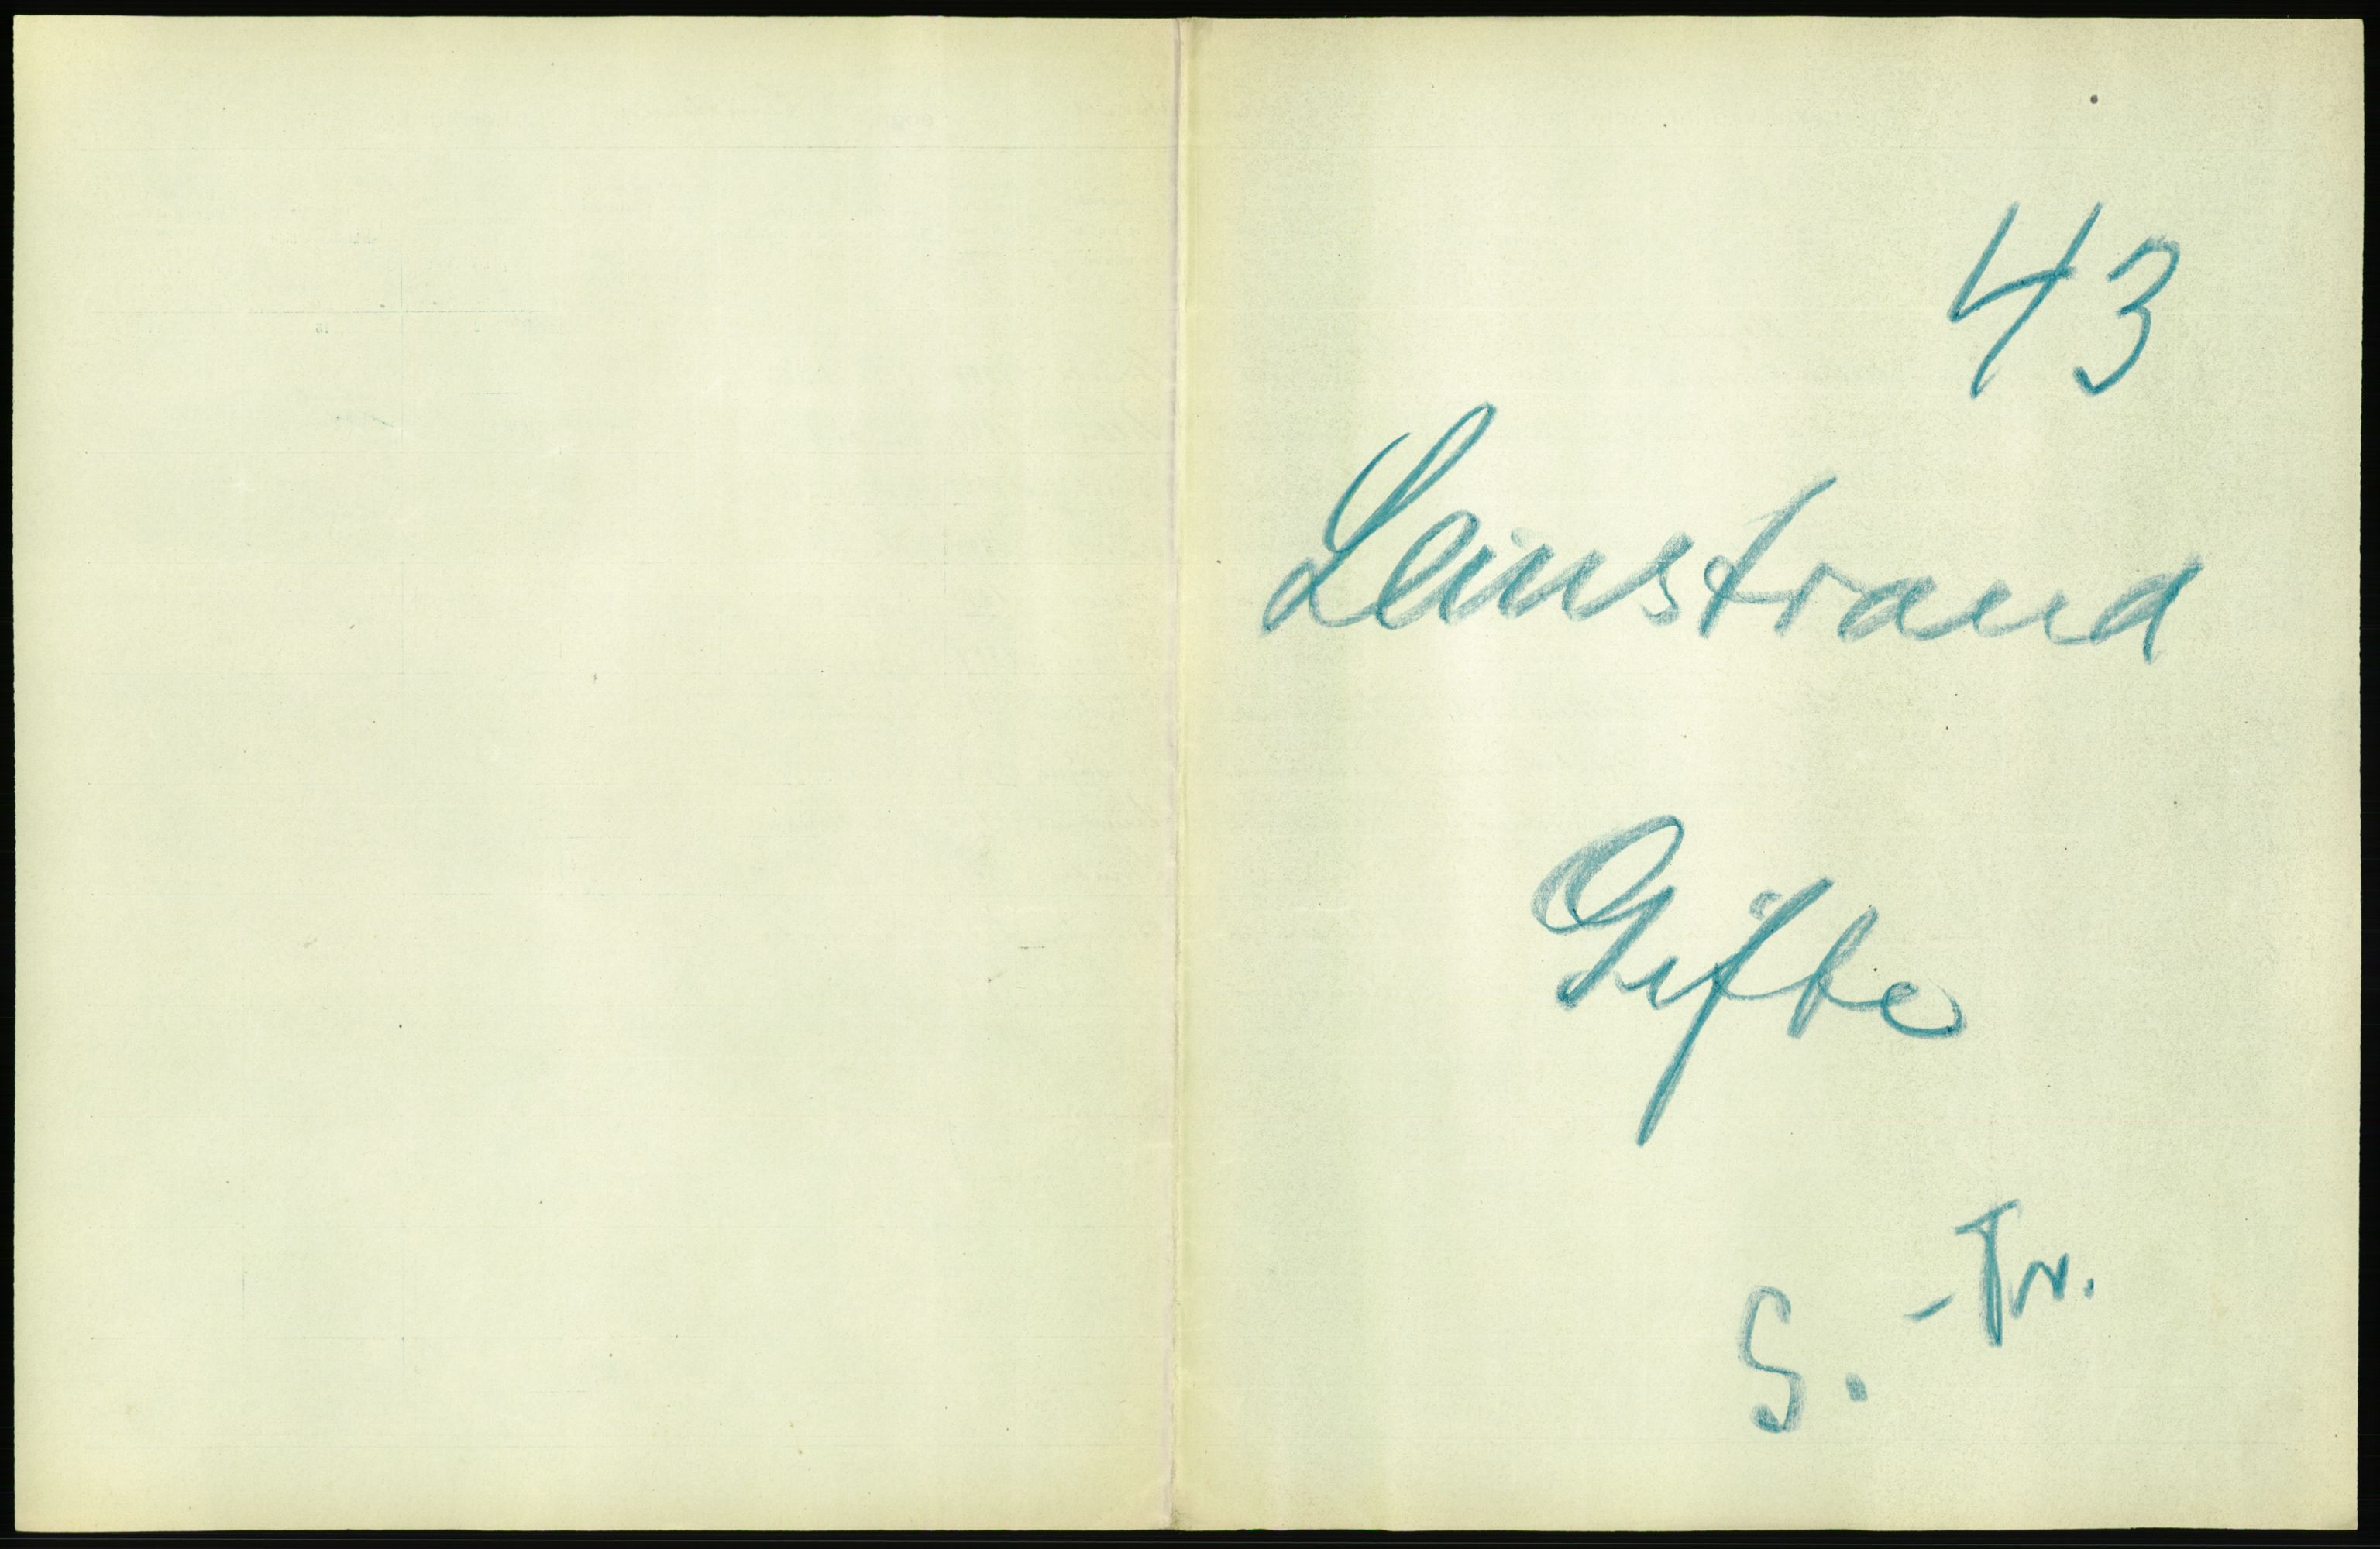 43
Leinstrand
Gifte
S. -Tr.